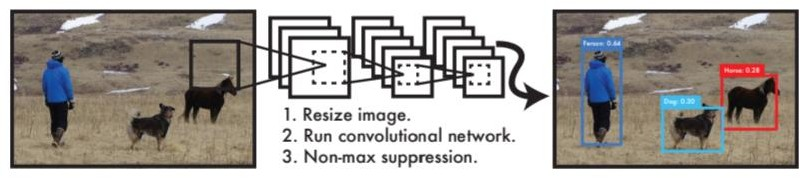 1. Resize image.
2. Run convolutional network.
3. Non-max suppression.
Person: 0.64
Horse: 0.28
Dog: 0.30